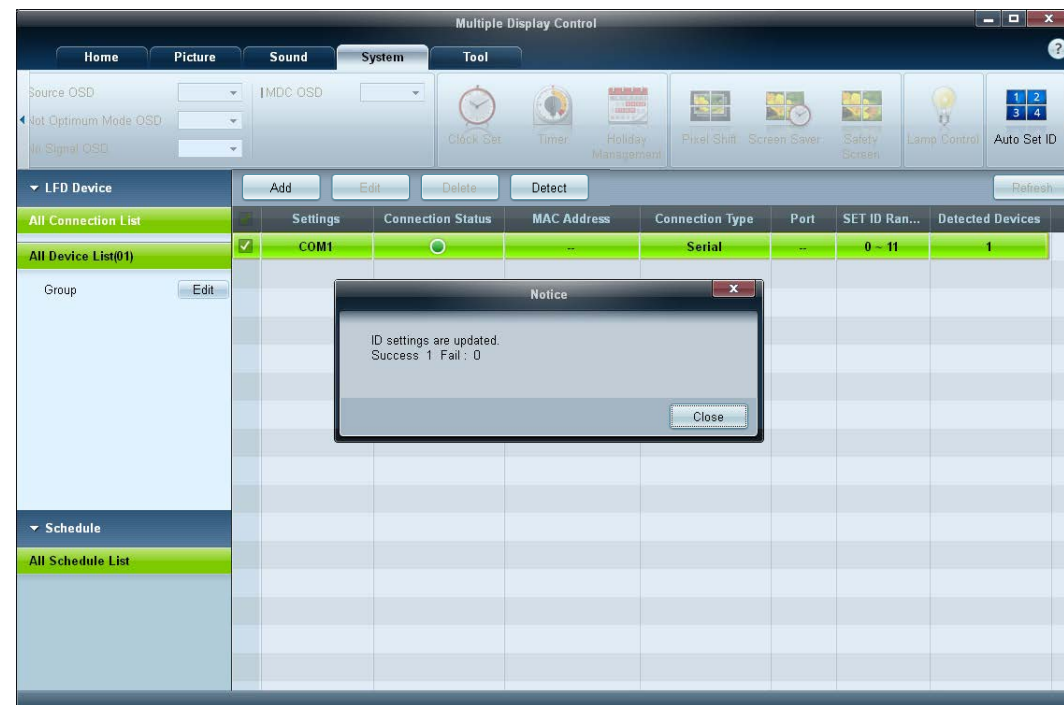 Multiple Display Control
Home Picture Sound System Tool
Source OSD
Not Optimum Mode OSD
No Signal OSD
MDC OSD
Clock Set
Timer
Holiday
Management
Pixel Shift
Screen Saver
Safety
Screen
Lamp Control
1 2
3 4
Auto Set ID
?
LFD Device
Add Edit Delete Detect Refresh
All Connection List
Settings Connection Status MAC Address Connection Type Port SET ID Ran... Detected Devices
All Device List(01)
COM1 -- Serial -- 0 ~ 11 1
Group Edit
Notice
ID settings are updated.
Success 1 Fail : 0
Close
Schedule
All Schedule List